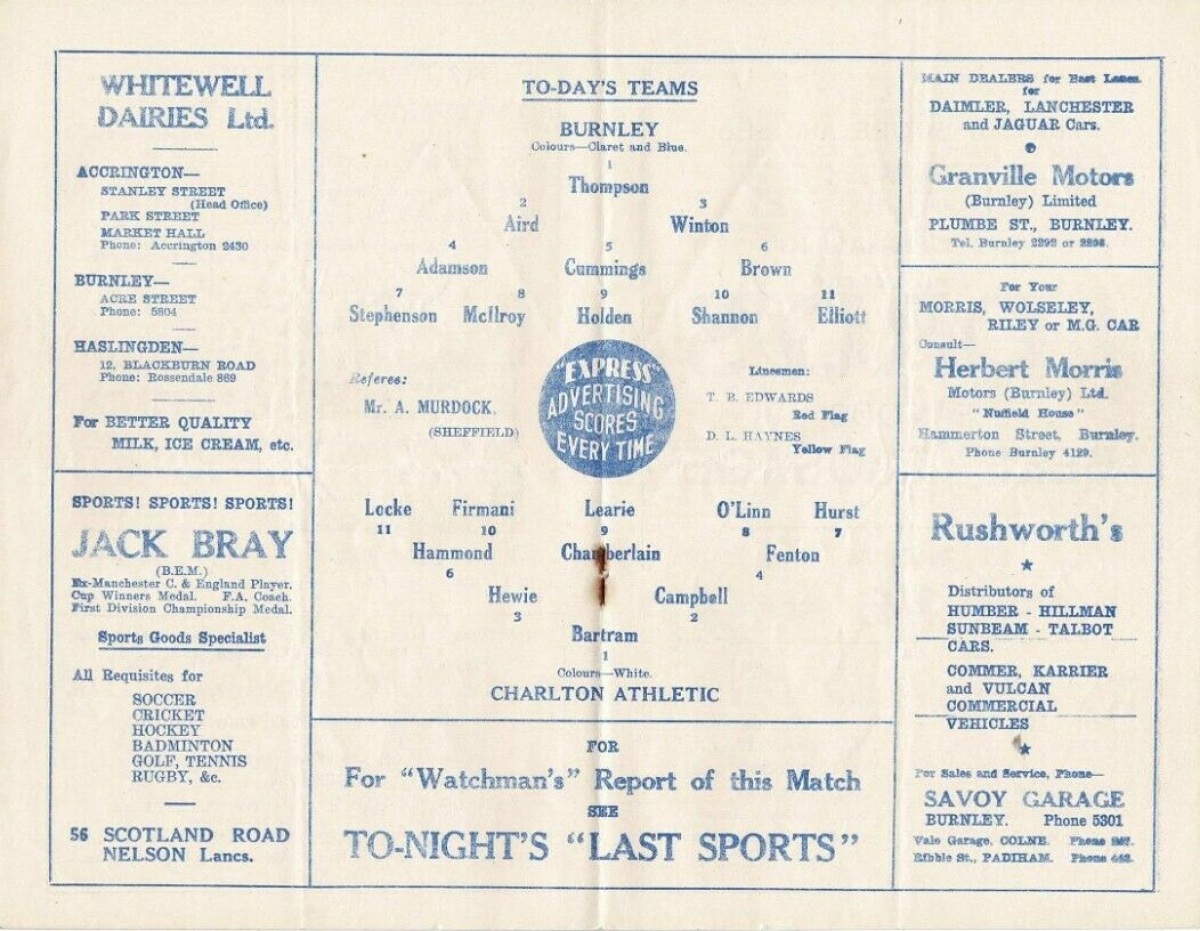 WHITEWELL
DAIRIES Ltd.
ACCRINGTON—
STANLEY STREET
(Head Office)
PARK STREET
MARKET HALL
Phone: Accrington 2430
BURNLEY—
ACRE STREET
Phone: 5804
HASLINGDEN—
12, BLACKBURN ROAD
Phone: Rossendale 869
For BETTER QUALITY
MILK, ICE CREAM, etc.
SPORTS! SPORTS! SPORTS!
JACK BRAY
(B.E.M.)
Ex-Manchester C. & England Player.
Cup Winners Medal. F.A. Coach.
First Division Championship Medal.
Sports Goods Specialist
All Requisites for
SOCCER
CRICKET
HOCKEY
BADMINTON
GOLF, TENNIS
RUGBY, &c.
56 SCOTLAND ROAD
NELSON Lancs.
TO-DAY'S TEAMS
BURNLEY
Colours—Claret and Blue.
1
Thompson
2 3
Aird Winton
4 5 6
Adamson Cummings Brown
7 8 9 10 11
Stephenson McIlroy Holden Shannon Elliott
Referee:
Mr. A. MURDOCK.
(SHEFFIELD)
"EXPRESS"
ADVERTISING
SCORES
EVERY TIME
Linesmen:
T. B. EDWARDS
Red Flag
D. L. HAYNES
Yellow Flag
Locke Firmani Learie O'Linn Hurst
11 10 9 8 7
Hammond Chamberlain Fenton
6 4
Hewie Campbell
3 2
Bartram
1
Colours—White.
CHARLTON ATHLETIC
FOR
For "Watchman's" Report of this Match
SEE
TO-NIGHT'S "LAST SPORTS"
MAIN DEALERS for East Lancs.
for
DAIMLER, LANCHESTER
and JAGUAR Cars.
Granville Motors
(Burnley) Limited
PLUMBE ST., BURNLEY.
Tel. Burnley 2292 or
For Your
MORRIS, WOLSELEY,
RILEY or M.G. CAR
Consult—
Herbert Morris
Motors (Burnley) Ltd.
"Nuffield House"
Hammerton Street, Burnley.
Phone Burnley 4129.
Rushworth's
Distributors of
HUMBER - HILLMAN
SUNBEAM - TALBOT
CARS.
COMMER, KARRIER
and VULCAN
COMMERCIAL
VEHICLES
For Sales and Service, Phone—
SAVOY GARAGE
BURNLEY. Phone 5301
Vale Garage, COLNE. Phone
Ribble St., PADIHAM. Phone